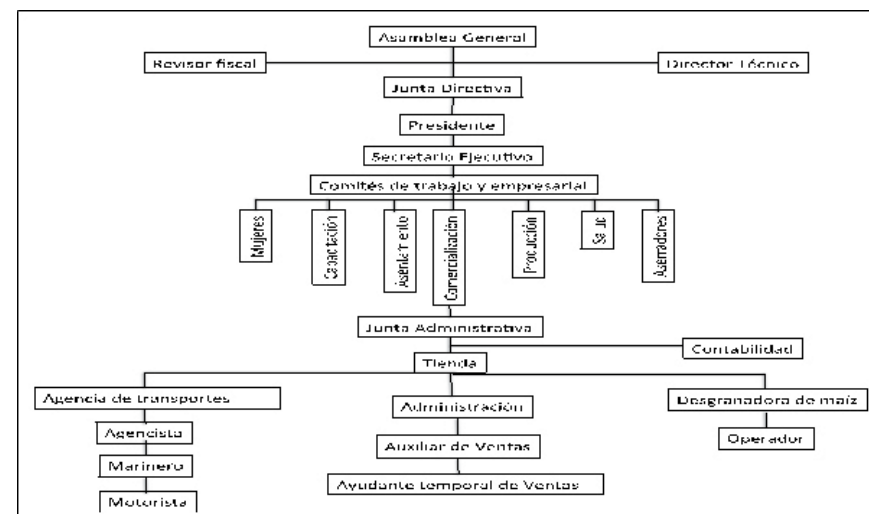 Asamblea General
Revisor fiscal
Director Técnico
Junta Directiva
Presidente
Secretario Ejecutivo
Comités de trabajo y empresarial
Mujeres
Capacitación
Asentamiento
Comercialización
Producción
Salud
Aserradores
Junta Administrativa
Contabilidad
Tienda
Agencia de transportes
Administración
Desgranadora de maíz
Agencista
Auxiliar de Ventas
Operador
Marinero
Ayudante temporal de Ventas
Motorista